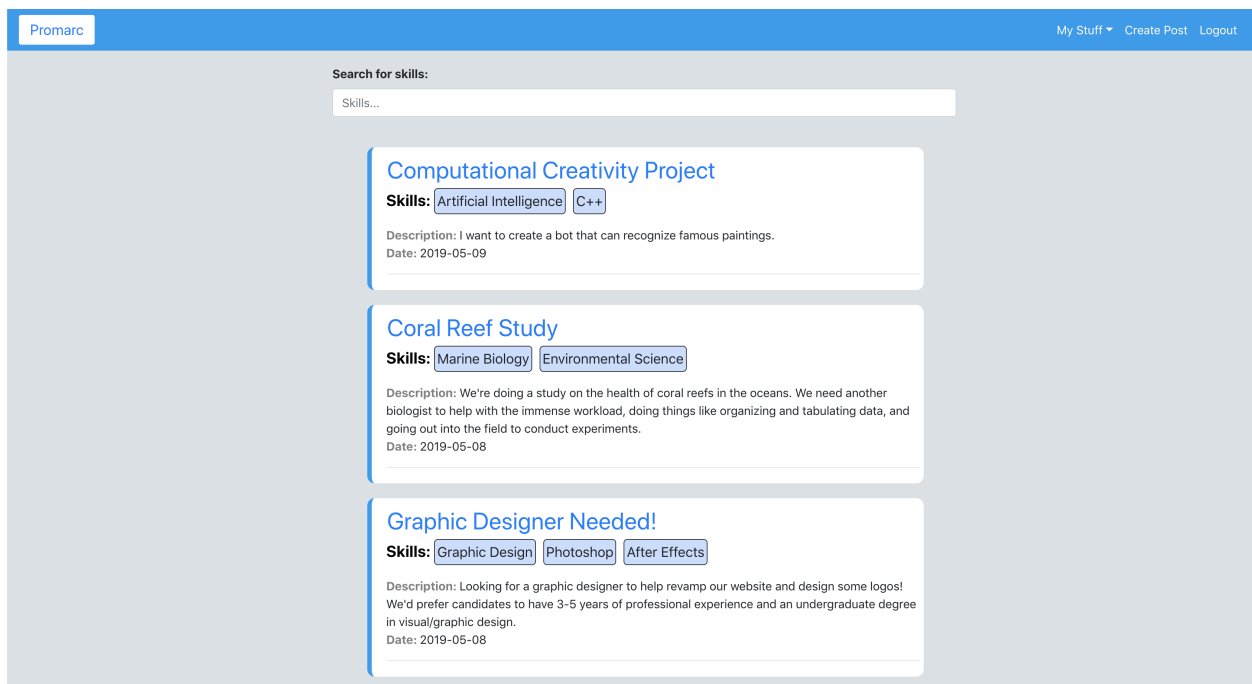 Promarc
My Stuff Create Post Logout
Search for skills:
Skills...
Computational Creativity Project
Skills: Artificial Intelligence C++
Description: I want to create a bot that can recognize famous paintings.
Date: 2019-05-09
Coral Reef Study
Skills: Marine Biology Environmental Science
Description: We're doing a study on the health of coral reefs in the oceans. We need another
biologist to help with the immense workload, doing things like organizing and tabulating data, and
going out into the field to conduct experiments.
Date: 2019-05-08
Graphic Designer Needed!
Skills: Graphic Design Photoshop After Effects
Description: Looking for a graphic designer to help revamp our website and design some logos!
We'd prefer candidates to have 3-5 years of professional experience and an undergraduate degree
in visual/graphic design.
Date: 2019-05-08